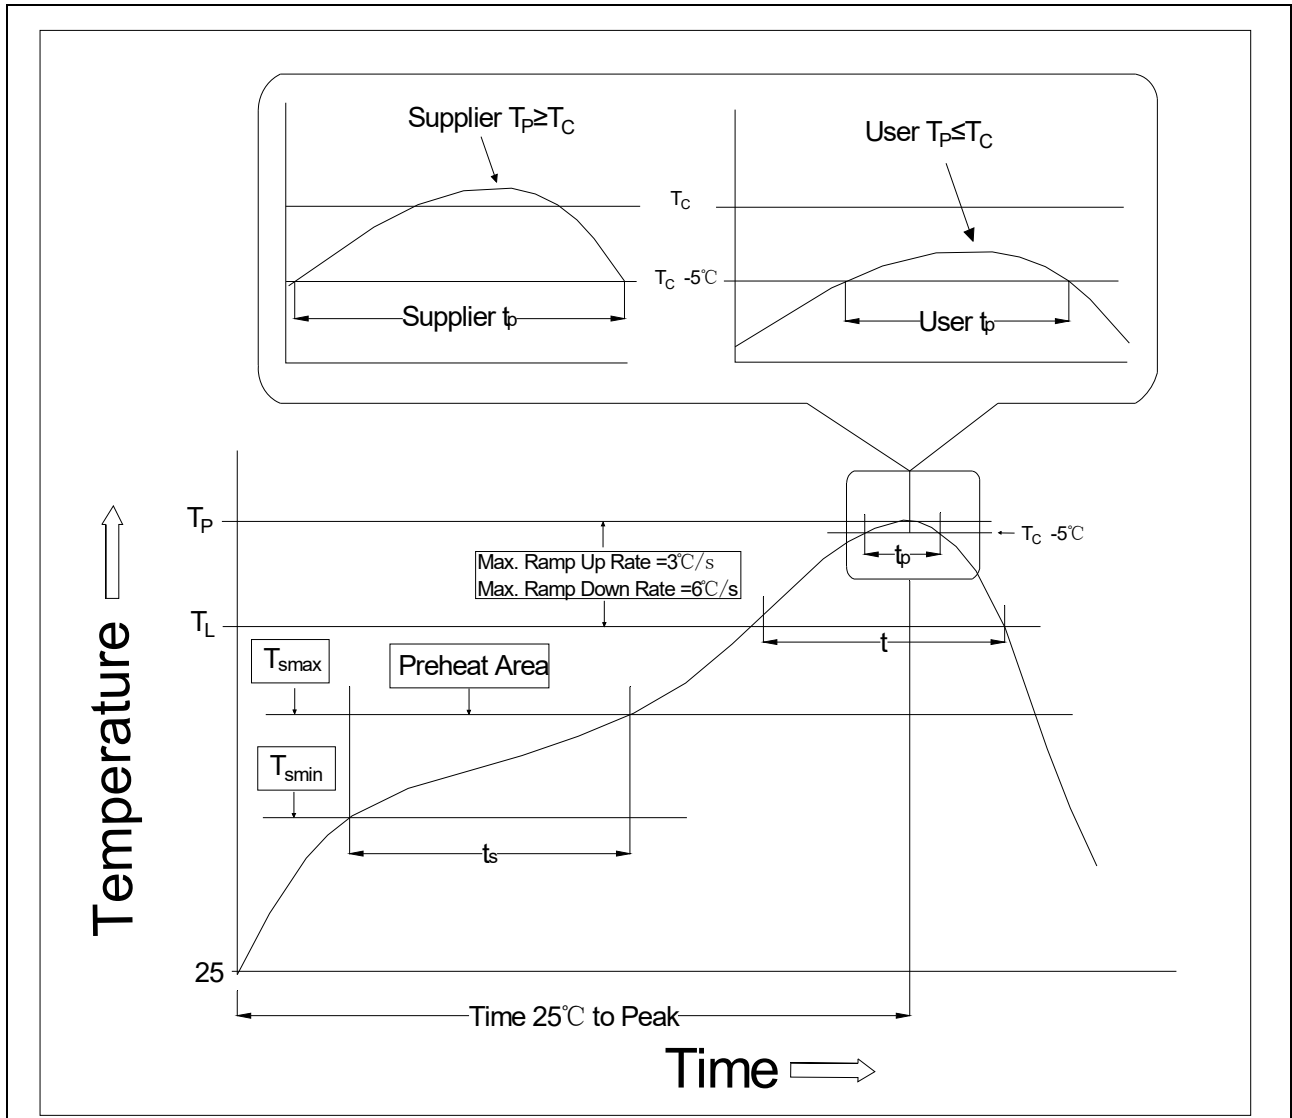 Supplier TP≥TC
User TP≤TC
TC
TC -5℃
Supplier tp
User tp
TP
TC -5℃
tp
Max. Ramp Up Rate =3℃/s
Max. Ramp Down Rate =6℃/s
TL
t
Tsmax
Preheat Area
Tsmin
ts
Temperature
25
Time 25℃ to Peak
Time